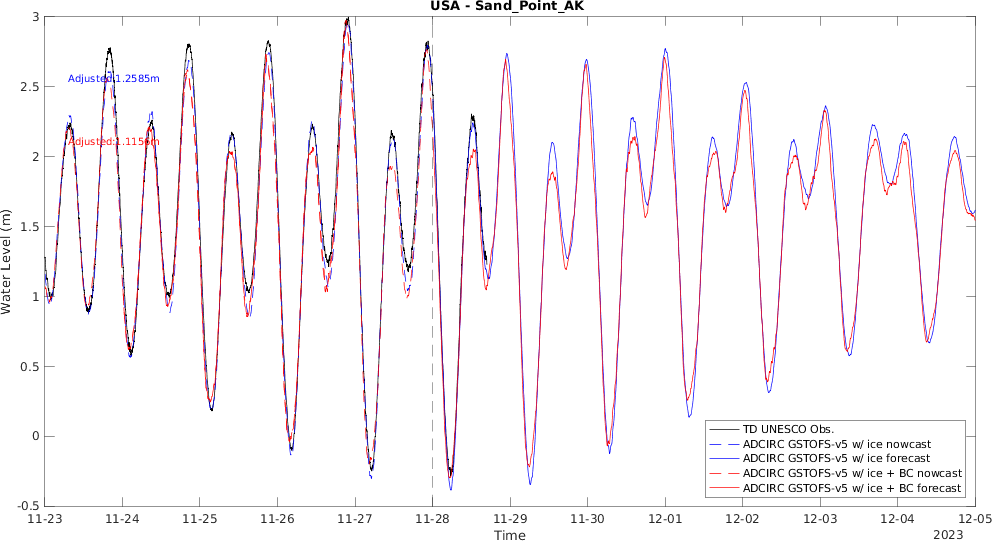 USA - Sand_Point_AK
3
2.5
2
1.5
1
0.5
0
-0.5
Water Level (m)
Adjusted:1.2585m
Adjusted:1.1156m
TD UNESCO Obs.
ADCIRC GSTOFS-v5 w/ ice nowcast
ADCIRC GSTOFS-v5 w/ ice forecast
ADCIRC GSTOFS-v5 w/ ice + BC nowcast
ADCIRC GSTOFS-v5 w/ ice + BC forecast
11-23 11-24 11-25 11-26 11-27 11-28 11-29 11-30 12-01 12-02 12-03 12-04 12-05
Time
2023